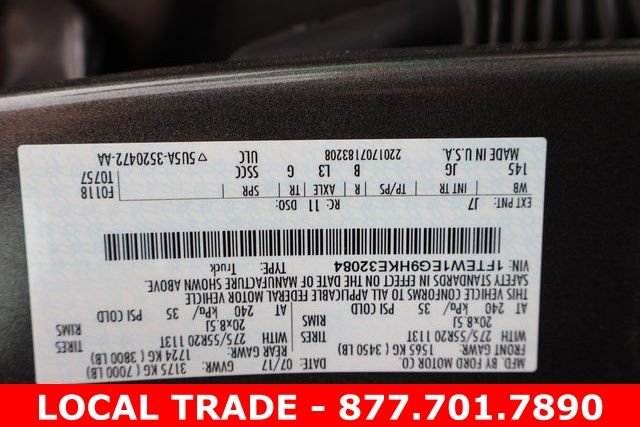 MFD. BY FORD MOTOR CO.
DATE: 07/17 GVWR: 3175 KG ( 7000 LB)
FRONT GAWR: 1565 KG ( 3450 LB) REAR GAWR: 1724 KG ( 3800 LB)
WITH 275/55R20 113T TIRES WITH 275/55R20 113T TIRES
20x8.5J RIMS 20x8.5J RIMS
AT 240 kPa/ 35 PSI COLD AT 240 kPa/ 35 PSI COLD
THIS VEHICLE CONFORMS TO ALL APPLICABLE FEDERAL MOTOR VEHICLE
SAFETY STANDARDS IN EFFECT ON THE DATE OF MANUFACTURE SHOWN ABOVE.
VIN: 1FTEW1EG9HKE32084 TYPE: Truck
EXT PNT: J7 RC: 11 DSO: F0118
WB INT TR TP/PS R AXLE TR SPR T0757
145 JG B L3 G SSCC
MADE IN U.S.A. 220170718320​8 ULC ▽5U5A-3520472-AA
LOCAL TRADE - 877.701.7890